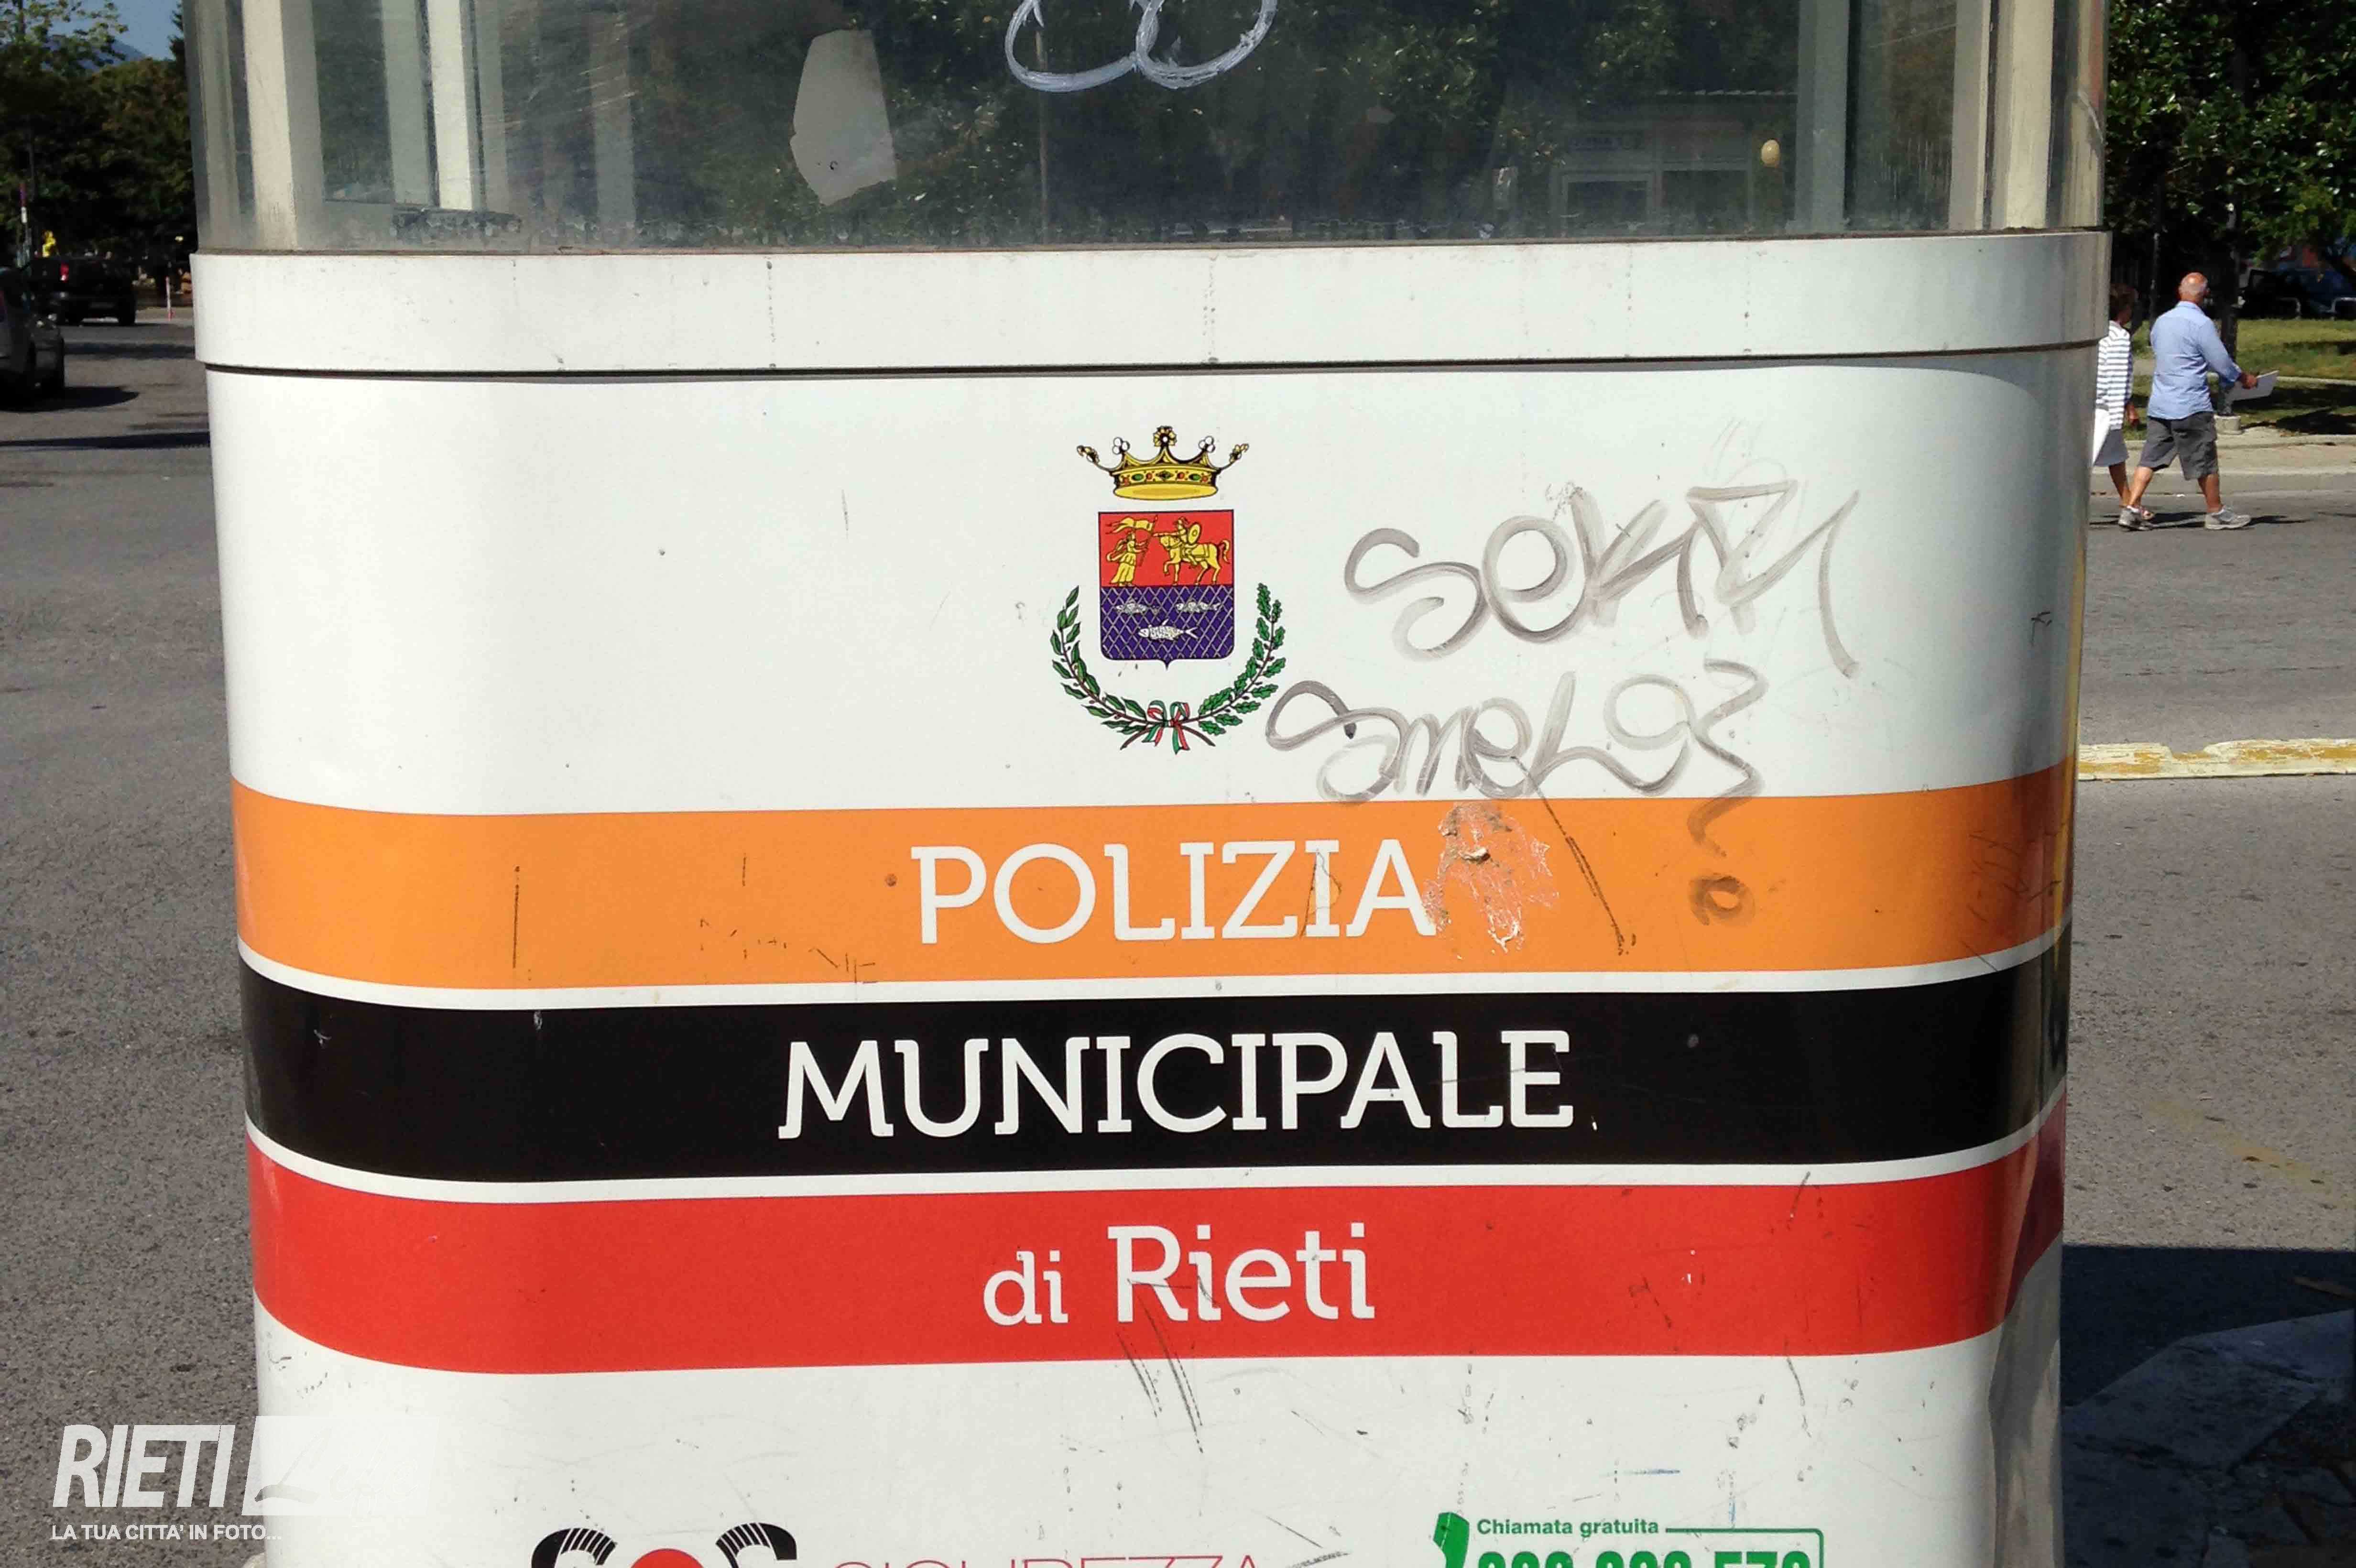 POLIZIA
MUNICIPALE
di Rieti
Chiamata gratuita
RIETI
LA TUA CITTA' IN FOTO...